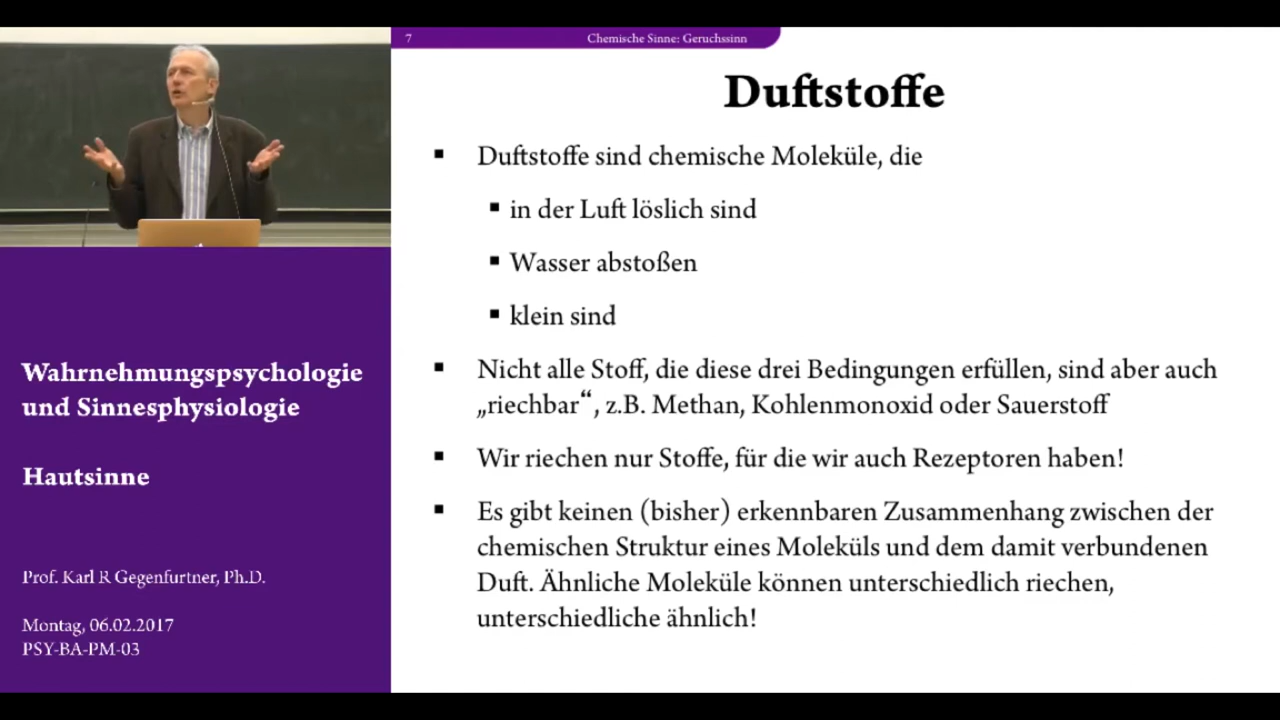 7
Chemische Sinne: Geruchssinn
Duftstoffe
▪ Duftstoffe sind chemische Moleküle, die
▪ in der Luft löslich sind
▪ Wasser abstoßen
▪ klein sind
▪ Nicht alle Stoff, die diese drei Bedingungen erfüllen, sind aber auch
„riechbar“, z.B. Methan, Kohlenmonoxid oder Sauerstoff
▪ Wir riechen nur Stoffe, für die wir auch Rezeptoren haben!
▪ Es gibt keinen (bisher) erkennbaren Zusammenhang zwischen der
chemischen Struktur eines Moleküls und dem damit verbundenen
Duft. Ähnliche Moleküle können unterschiedlich riechen,
unterschiedliche ähnlich!
Wahrnehmungspsychologie
und Sinnesphysiologie
Hautsinne
Prof. Karl R Gegenfurtner, Ph.D.
Montag, 06.02.2017
PSY-BA-PM-03